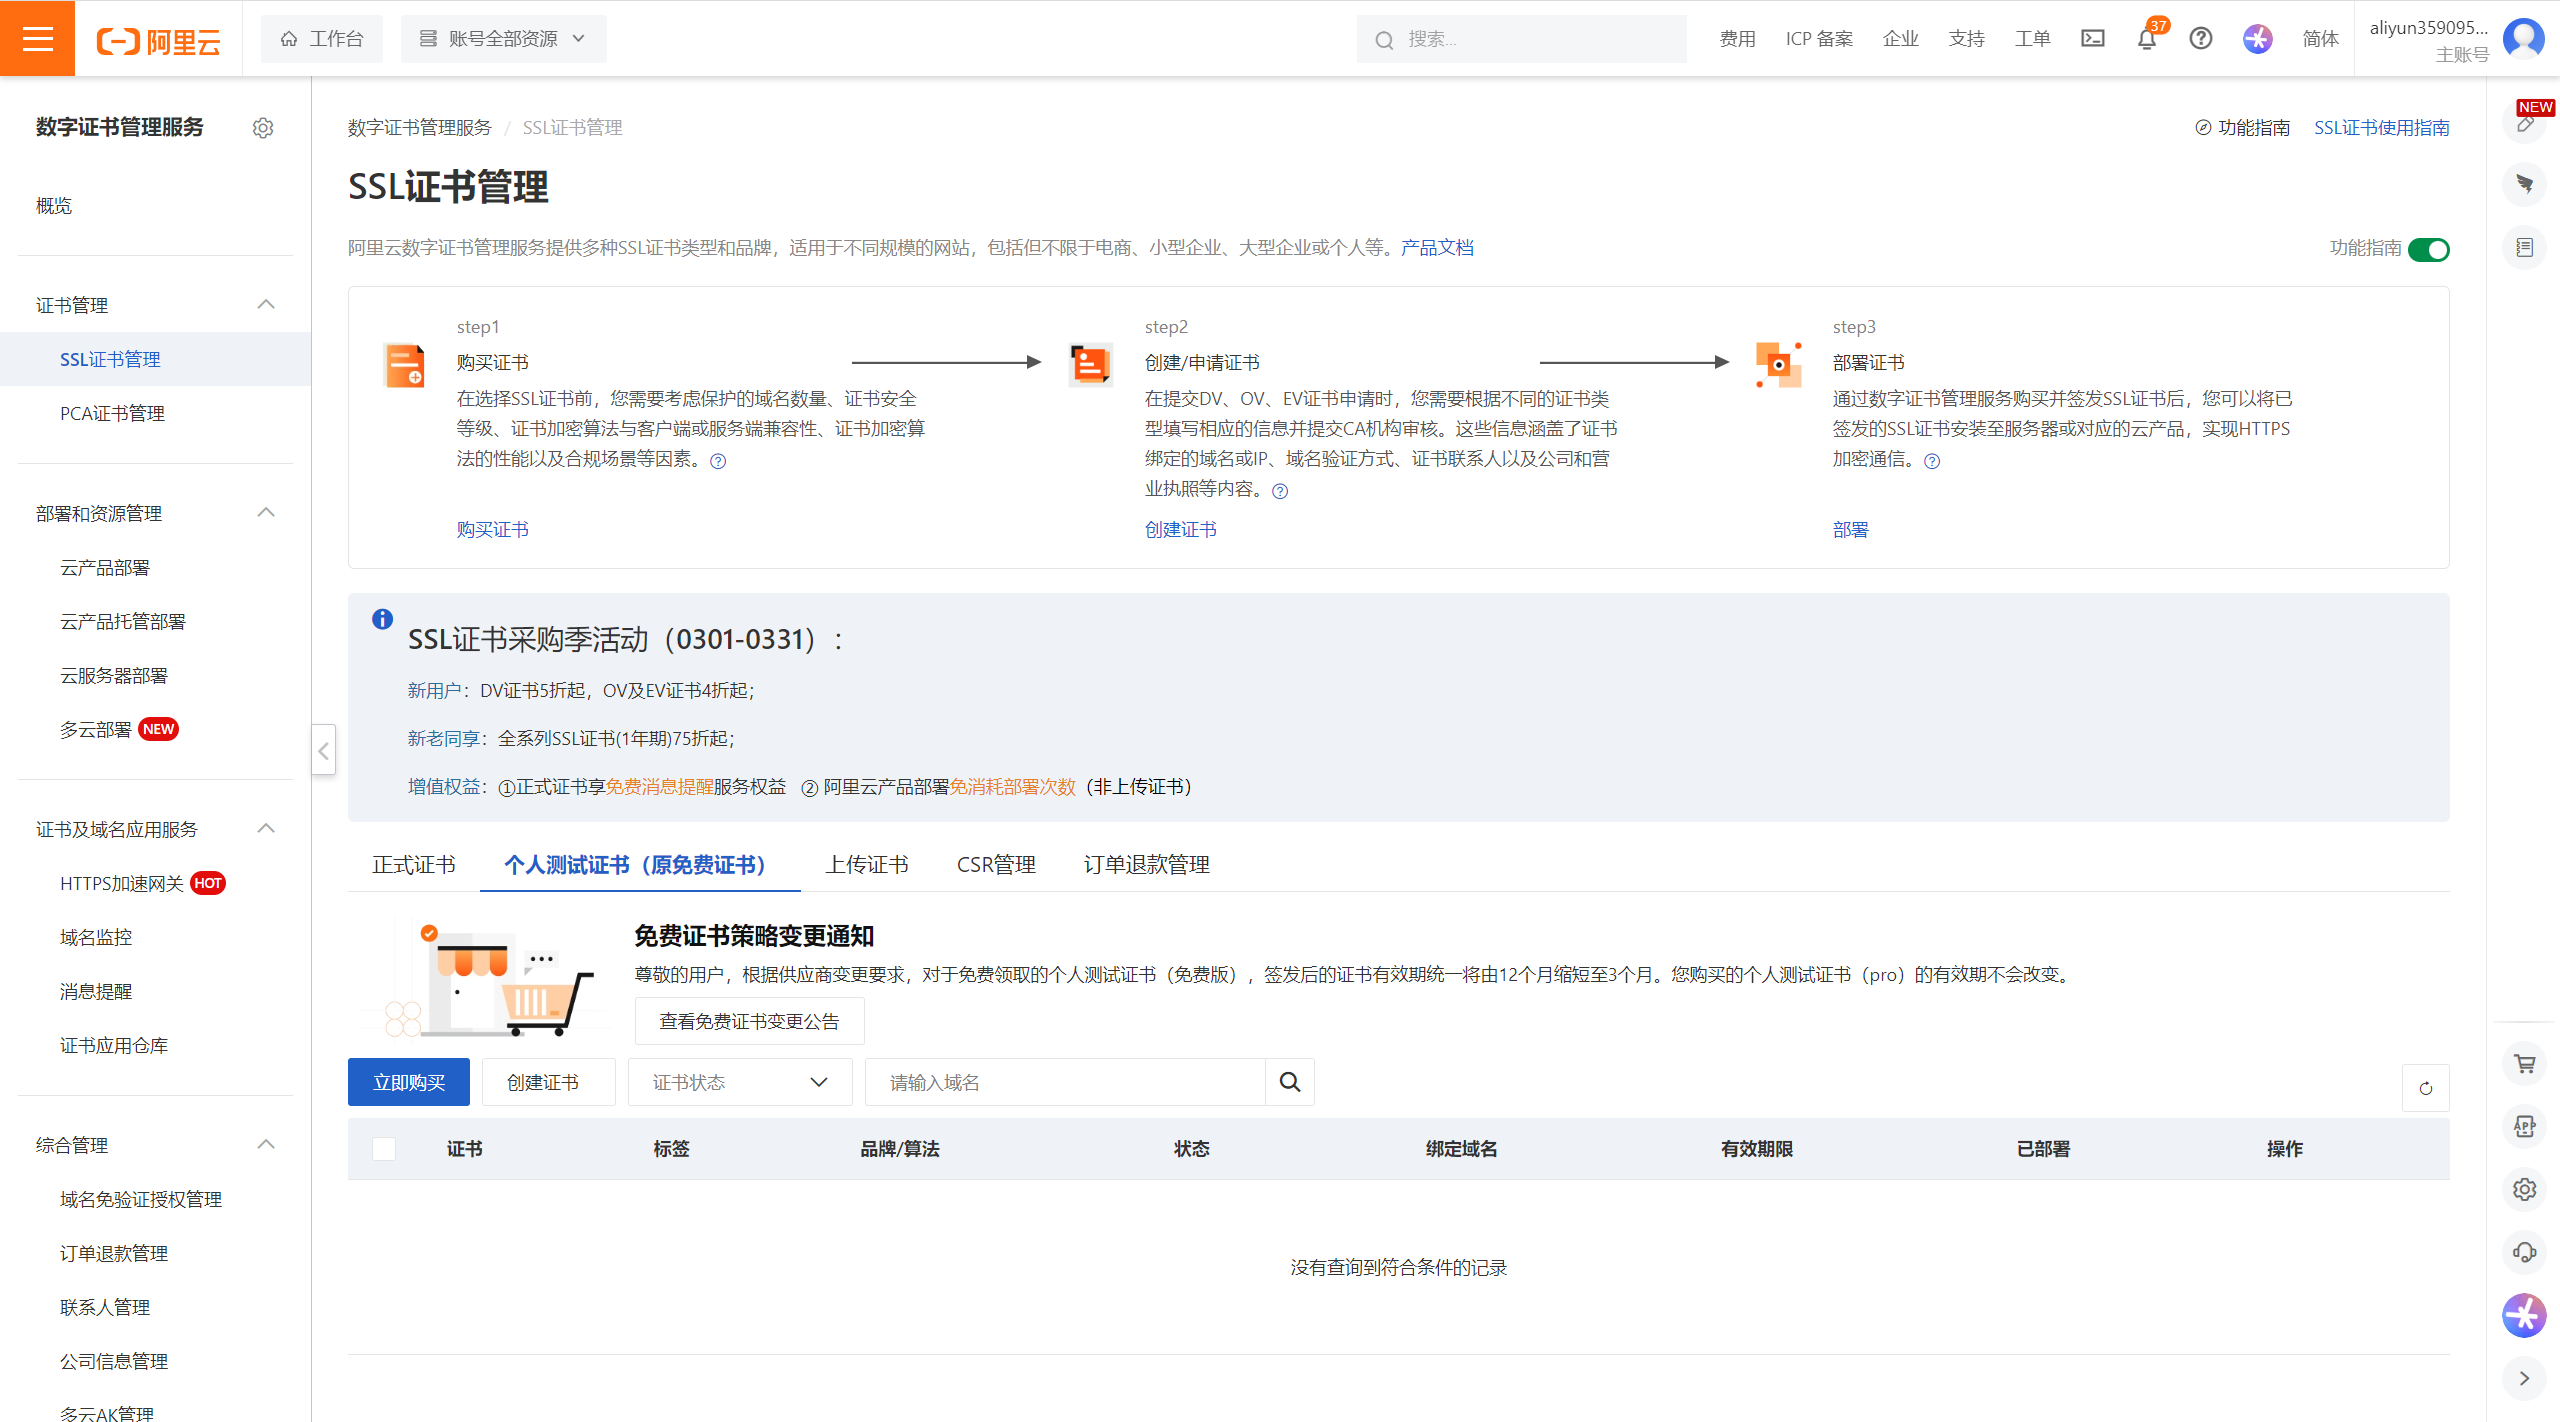 阿里云
工作台
账号全部资源
搜索...
费用
ICP 备案
企业
支持
工单
37
简体
aliyun359095...
主账号
数字证书管理服务
概览
证书管理
SSL证书管理
PCA证书管理
部署和资源管理
云产品部署
云产品托管部署
云服务器部署
多云部署 NEW
证书及域名应用服务
HTTPS加速网关 HOT
域名监控
消息提醒
证书应用仓库
综合管理
域名免验证授权管理
订单退款管理
联系人管理
公司信息管理
多云AK管理
数字证书管理服务 / SSL证书管理
功能指南
SSL证书使用指南
SSL证书管理
阿里云数字证书管理服务提供多种SSL证书类型和品牌，适用于不同规模的网站，包括但不限于电商、小型企业、大型企业或个人等。产品文档
功能指南
step1
购买证书
在选择SSL证书前，您需要考虑保护的域名数量、证书安全
等级、证书加密算法与客户端或服务端兼容性、证书加密算
法的性能以及合规场景等因素。
购买证书
step2
创建/申请证书
在提交DV、OV、EV证书申请时，您需要根据不同的证书类
型填写相应的信息并提交CA机构审核。这些信息涵盖了证书
绑定的域名或IP、域名验证方式、证书联系人以及公司和营
业执照等内容。
创建证书
step3
部署证书
通过数字证书管理服务购买并签发SSL证书后，您可以将已
签发的SSL证书安装至服务器或对应的云产品，实现HTTPS
加密通信。
部署
SSL证书采购季活动（0301-0331）：
新用户：DV证书5折起，OV及EV证书4折起；
新老同享：全系列SSL证书(1年期)75折起；
增值权益：①正式证书享免费消息提醒服务权益 ② 阿里云产品部署免消耗部署次数（非上传证书）
正式证书
个人测试证书（原免费证书）
上传证书
CSR管理
订单退款管理
免费证书策略变更通知
尊敬的用户，根据供应商变更要求，对于免费领取的个人测试证书（免费版），签发后的证书有效期统一将由12个月缩短至3个月。您购买的个人测试证书（pro）的有效期不会改变。
查看免费证书变更公告
立即购买
创建证书
证书状态
请输入域名
证书
标签
品牌/算法
状态
绑定域名
有效期限
已部署
操作
没有查询到符合条件的记录
NEW
APP